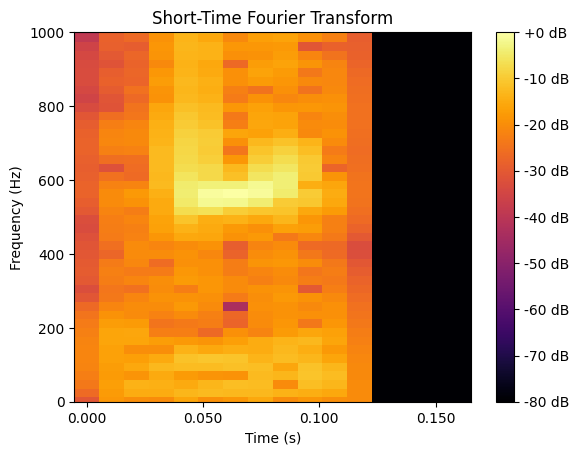 Short-Time Fourier Transform
Frequency (Hz)
1000
800
600
400
200
0
0.000
0.050
0.100
0.150
Time (s)
+0 dB
-10 dB
-20 dB
-30 dB
-40 dB
-50 dB
-60 dB
-70 dB
-80 dB